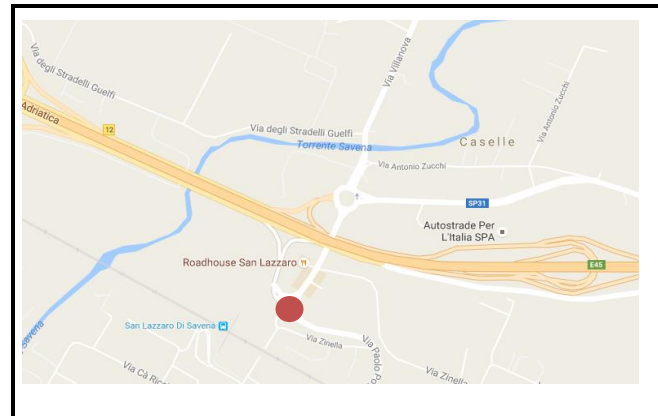 Via degli Stradelli Guelfi
Adriatica
12
Via Villanova
Via degli Stradelli Guelfi
Torrente Savena
Caselle
Via Antonio Zucchi
Via Antonio Zucchi
SP31
Autostrade Per
L'Italia SPA
Roadhouse San Lazzaro
E45
San Lazzaro Di Savena
Via Zinella
Via Paolo Po
Via Zinella
Via Cà Ric
Savena